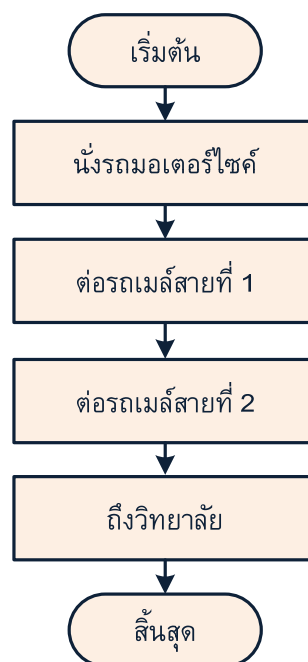 เริ่มต้น
นั่งรถมอเตอร์ไซค์
ต่อรถเมล์สายที่ 1
ต่อรถเมล์สายที่ 2
ถึงวิทยาลัย
สิ้นสุด